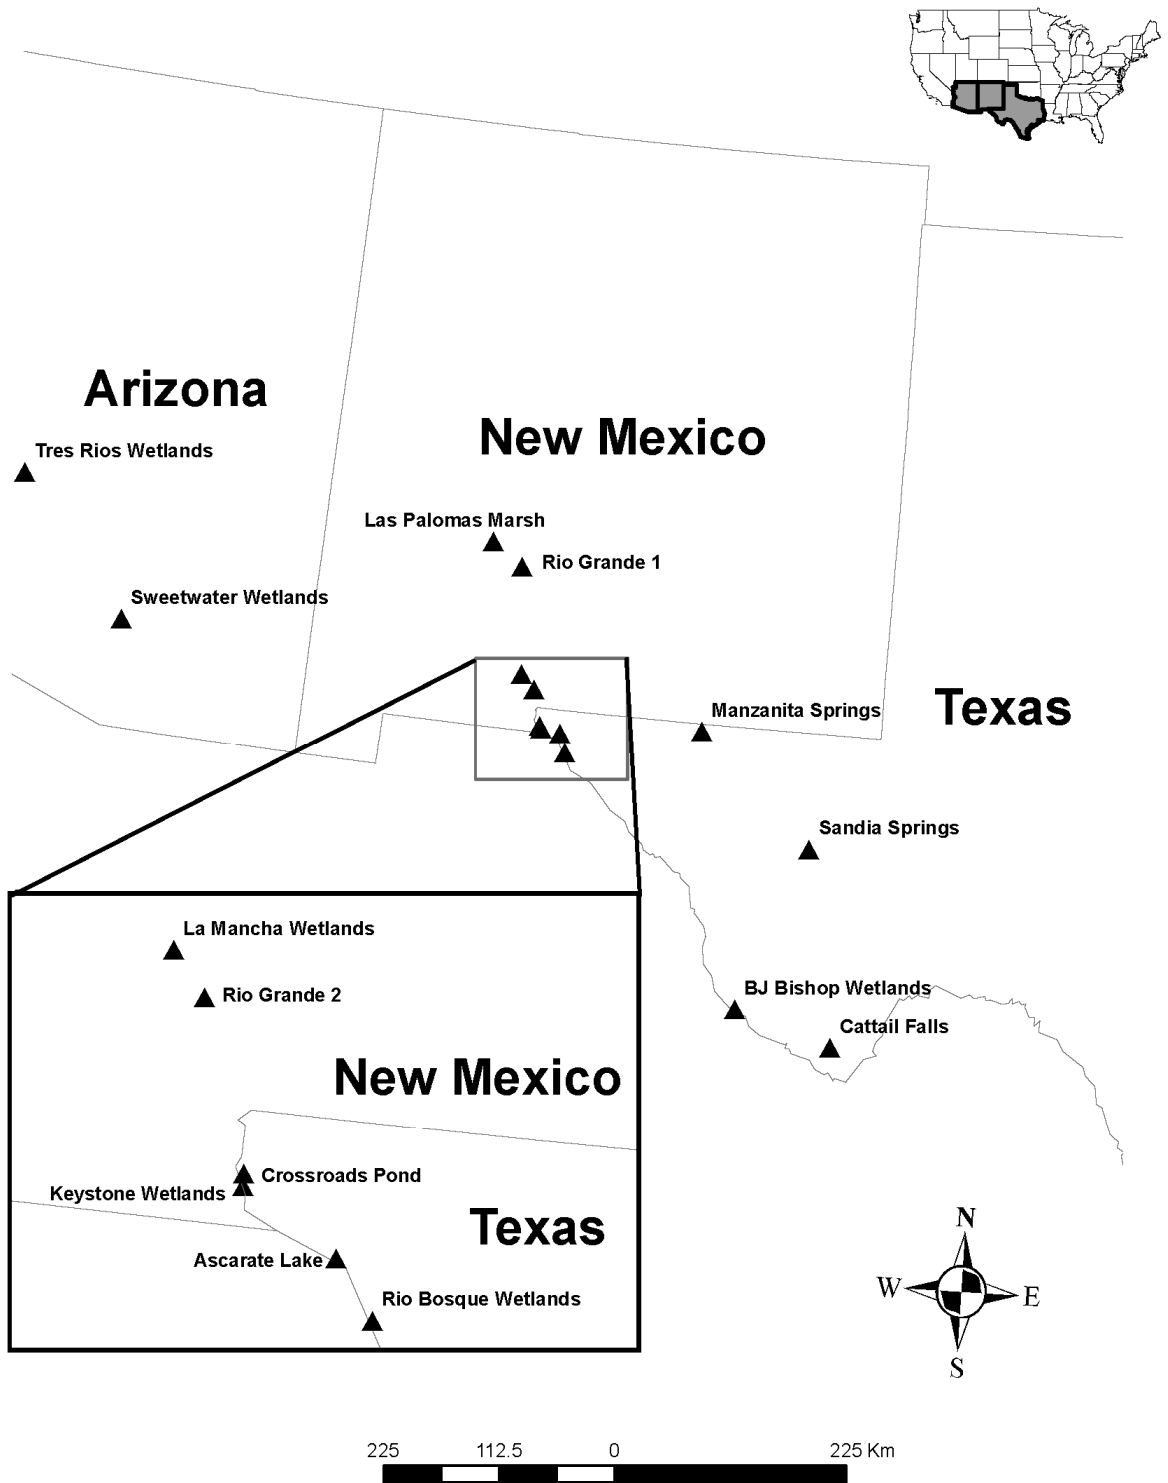 Arizona
New Mexico
Tres Rios Wetlands
Las Palomas Marsh
Rio Grande 1
Sweetwater Wetlands
Manzanita Springs
Texas
Sandia Springs
La Mancha Wetlands
Rio Grande 2
BJ Bishop Wetlands
Cattail Falls
New Mexico
Crossroads Pond
Keystone Wetlands
Texas
Ascarate Lake
Rio Bosque Wetlands
N
W
E
S
225 112.5 0 225 Km